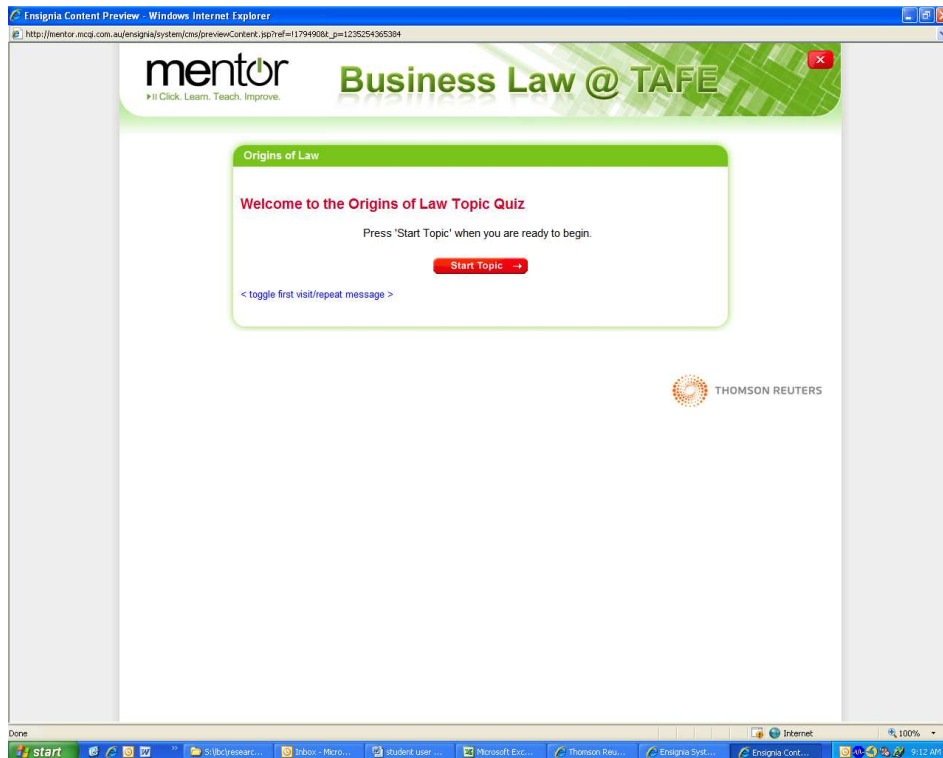 Ensignia Content Preview - Windows Internet Explorer
http://mentor.mcqi.com.au/ensignia/system/cms/previewContent.jsp?ref=!179490&t_p=1235254365384
mentor
Click. Learn. Teach. Improve.
Business Law @ TAFE
Origins of Law
Welcome to the Origins of Law Topic Quiz
Press 'Start Topic' when you are ready to begin.
Start Topic →
< toggle first visit/repeat message >
THOMSON REUTERS
Done
Internet
100%
start
S:\lbc\researc...
Inbox - Micro...
student user ...
Microsoft Exc...
Thomson Reu...
Ensignia Syst...
Ensignia Cont...
9:12 AM